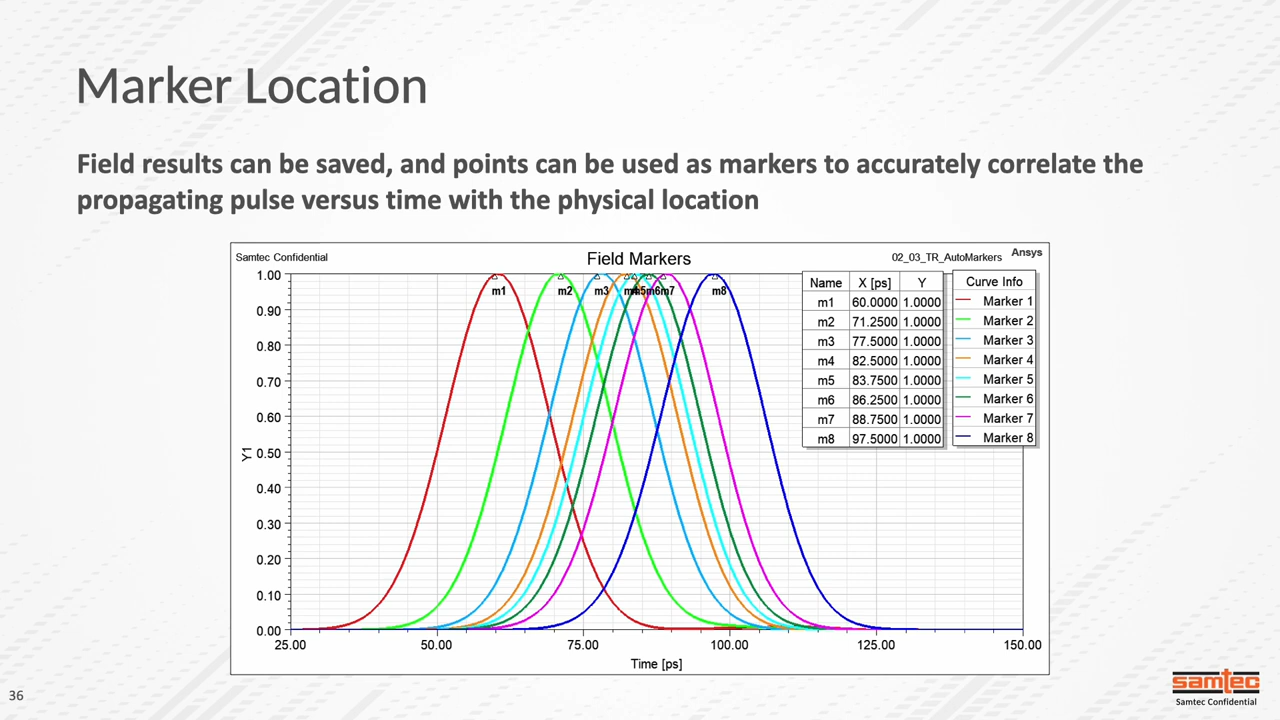 Marker Location
Field results can be saved, and points can be used as markers to accurately correlate the
propagating pulse versus time with the physical location
Samtec Confidential
Field Markers
02_03_TR_AutoMarkers
Ansys
1.00
0.90
0.80
0.70
0.60
0.50
0.40
0.30
0.20
0.10
0.00
Y1
m1 m2 m3 m4 m5 m6 m7 m8
Name X [ps] Y
m1 60.0000 1.0000
m2 71.2500 1.0000
m3 77.5000 1.0000
m4 82.5000 1.0000
m5 83.7500 1.0000
m6 86.2500 1.0000
m7 88.7500 1.0000
m8 97.5000 1.0000
Curve Info
Marker 1
Marker 2
Marker 3
Marker 4
Marker 5
Marker 6
Marker 7
Marker 8
25.00 50.00 75.00 100.00 125.00 150.00
Time [ps]
36
samtec
Samtec Confidential